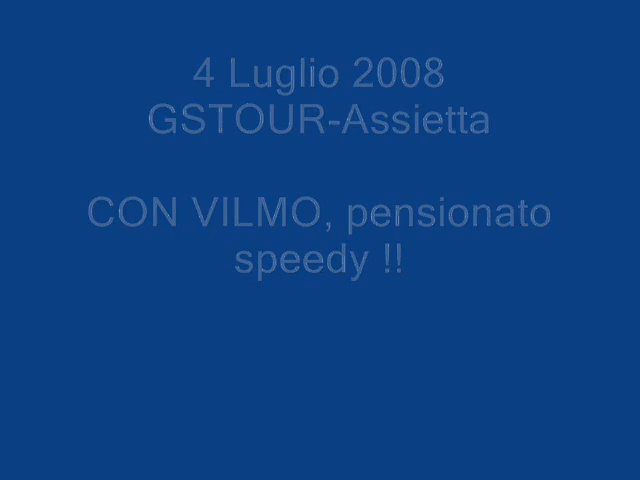 4 Luglio 2008
GSTOUR-Assietta
CON VILMO, pensionato
speedy !!